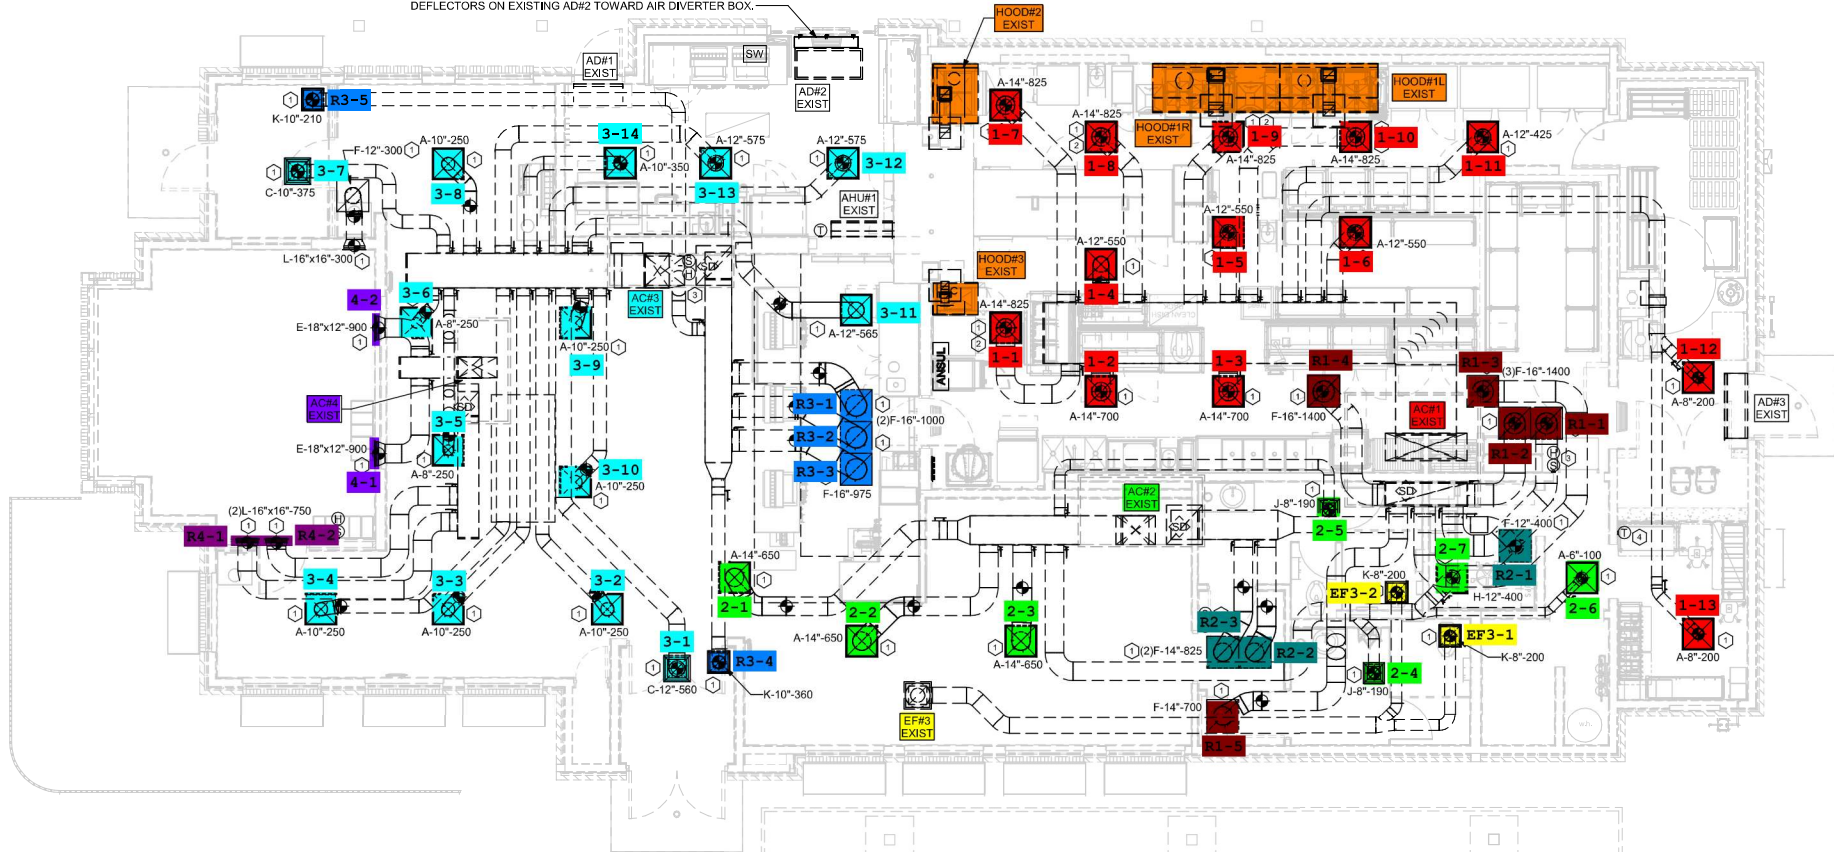 DEFLECTORS ON EXISTING AD#2 TOWARD AIR DIVERTER BOX.
HOOD#2
EXIST
SW
AD#1
EXIST
AD#2
EXIST
R3-5
K-10"-210
A-14"-825
1-7
HOOD#1L
EXIST
HOOD#1R
EXIST
A-14"-825
1-8
1-9
A-14"-825
1-10
A-14"-825
A-12"-425
1-11
A-10"-250
F-12"-300
3-7
C-10"-375
3-8
3-14
A-10"-350
A-12"-575
3-13
A-12"-575
3-12
AHU#1
EXIST
T
L-16"x16"-300
A-12"-550
1-5
A-12"-550
1-6
A-12"-550
1-4
HOOD#3
EXIST
A-14"-825
1-1
S
H
SD
AC#3
EXIST
4-2
3-6
E-18"x12"-900
A-8"-250
A-10"-250
3-9
A-12"-565
3-11
ANSUL
1-2
A-14"-700
1-3
A-14"-700
R1-4
F-16"-1400
R1-3
(3)F-16"-1400
AC#1
EXIST
R1-1
R1-2
H
S
1-12
A-8"-200
AD#3
EXIST
AC#4
EXIST
SD
3-5
E-18"x12"-900
4-1
A-8"-250
3-10
A-10"-250
R3-1
(2)F-16"-1000
R3-2
R3-3
F-16"-975
AC#2
EXIST
SD
SD
J-8"-190
2-5
F-12"-400
(2)L-16"x16"-750
R4-1
R4-2
H
3-4
A-10"-250
3-3
A-10"-250
3-2
A-10"-250
A-14"-650
2-1
2-2
A-14"-650
2-3
A-14"-650
2-7
H-12"-400
R2-1
K-8"-200
EF3-2
A-6"-100
2-6
T
4
1-13
A-8"-200
3-1
C-12"-560
R3-4
K-10"-360
R2-3
(2)F-14"-825
R2-2
EF3-1
K-8"-200
2-4
J-8"-190
EF#3
EXIST
F-14"-700
R1-5